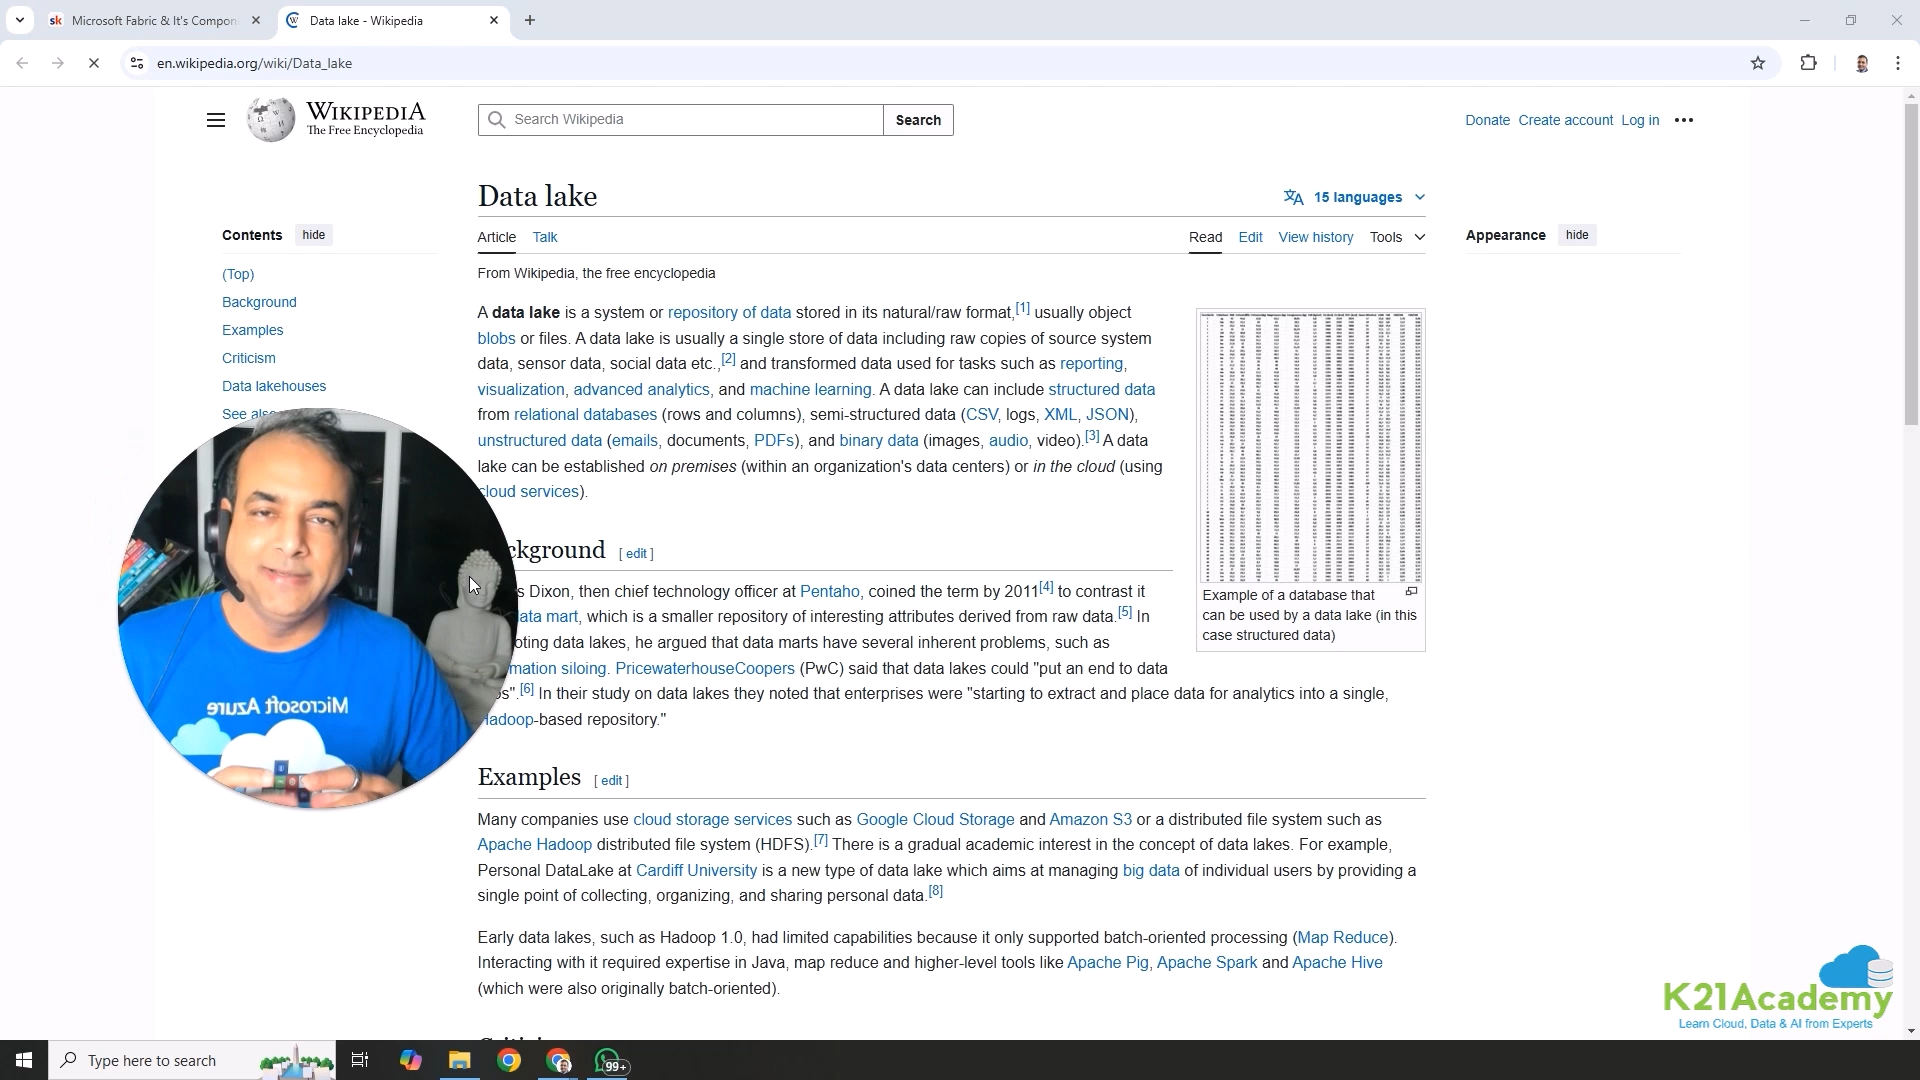 Microsoft Fabric & It's Compon
Data lake - Wikipedia
en.wikipedia.org/wiki/Data_lake
WIKIPEDIA
The Free Encyclopedia
Search Wikipedia
Search
Donate Create account Log in
Data lake
15 languages
Contents hide
Article Talk
Read Edit View history Tools
Appearance hide
(Top)
Background
Examples
Criticism
Data lakehouses
See also
From Wikipedia, the free encyclopedia
A data lake is a system or repository of data stored in its natural/raw format,[1] usually object
blobs or files. A data lake is usually a single store of data including raw copies of source system
data, sensor data, social data etc.,[2] and transformed data used for tasks such as reporting,
visualization, advanced analytics, and machine learning. A data lake can include structured data
from relational databases (rows and columns), semi-structured data (CSV, logs, XML, JSON),
unstructured data (emails, documents, PDFs), and binary data (images, audio, video).[3] A data
lake can be established on premises (within an organization's data centers) or in the cloud (using
cloud services).
Example of a database that
can be used by a data lake (in this
case structured data)
ckground [ edit ]
s Dixon, then chief technology officer at Pentaho, coined the term by 2011[4] to contrast it
data mart, which is a smaller repository of interesting attributes derived from raw data.[5] In
oting data lakes, he argued that data marts have several inherent problems, such as
mation siloing. PricewaterhouseCoopers (PwC) said that data lakes could "put an end to data
os".[6] In their study on data lakes they noted that enterprises were "starting to extract and place data for analytics into a single,
Hadoop-based repository."
Microsoft Azure
Examples [ edit ]
Many companies use cloud storage services such as Google Cloud Storage and Amazon S3 or a distributed file system such as
Apache Hadoop distributed file system (HDFS).[7] There is a gradual academic interest in the concept of data lakes. For example,
Personal DataLake at Cardiff University is a new type of data lake which aims at managing big data of individual users by providing a
single point of collecting, organizing, and sharing personal data.[8]
Early data lakes, such as Hadoop 1.0, had limited capabilities because it only supported batch-oriented processing (Map Reduce).
Interacting with it required expertise in Java, map reduce and higher-level tools like Apache Pig, Apache Spark and Apache Hive
(which were also originally batch-oriented).
K21Academy
Learn Cloud, Data & AI from Experts
Type here to search
99+